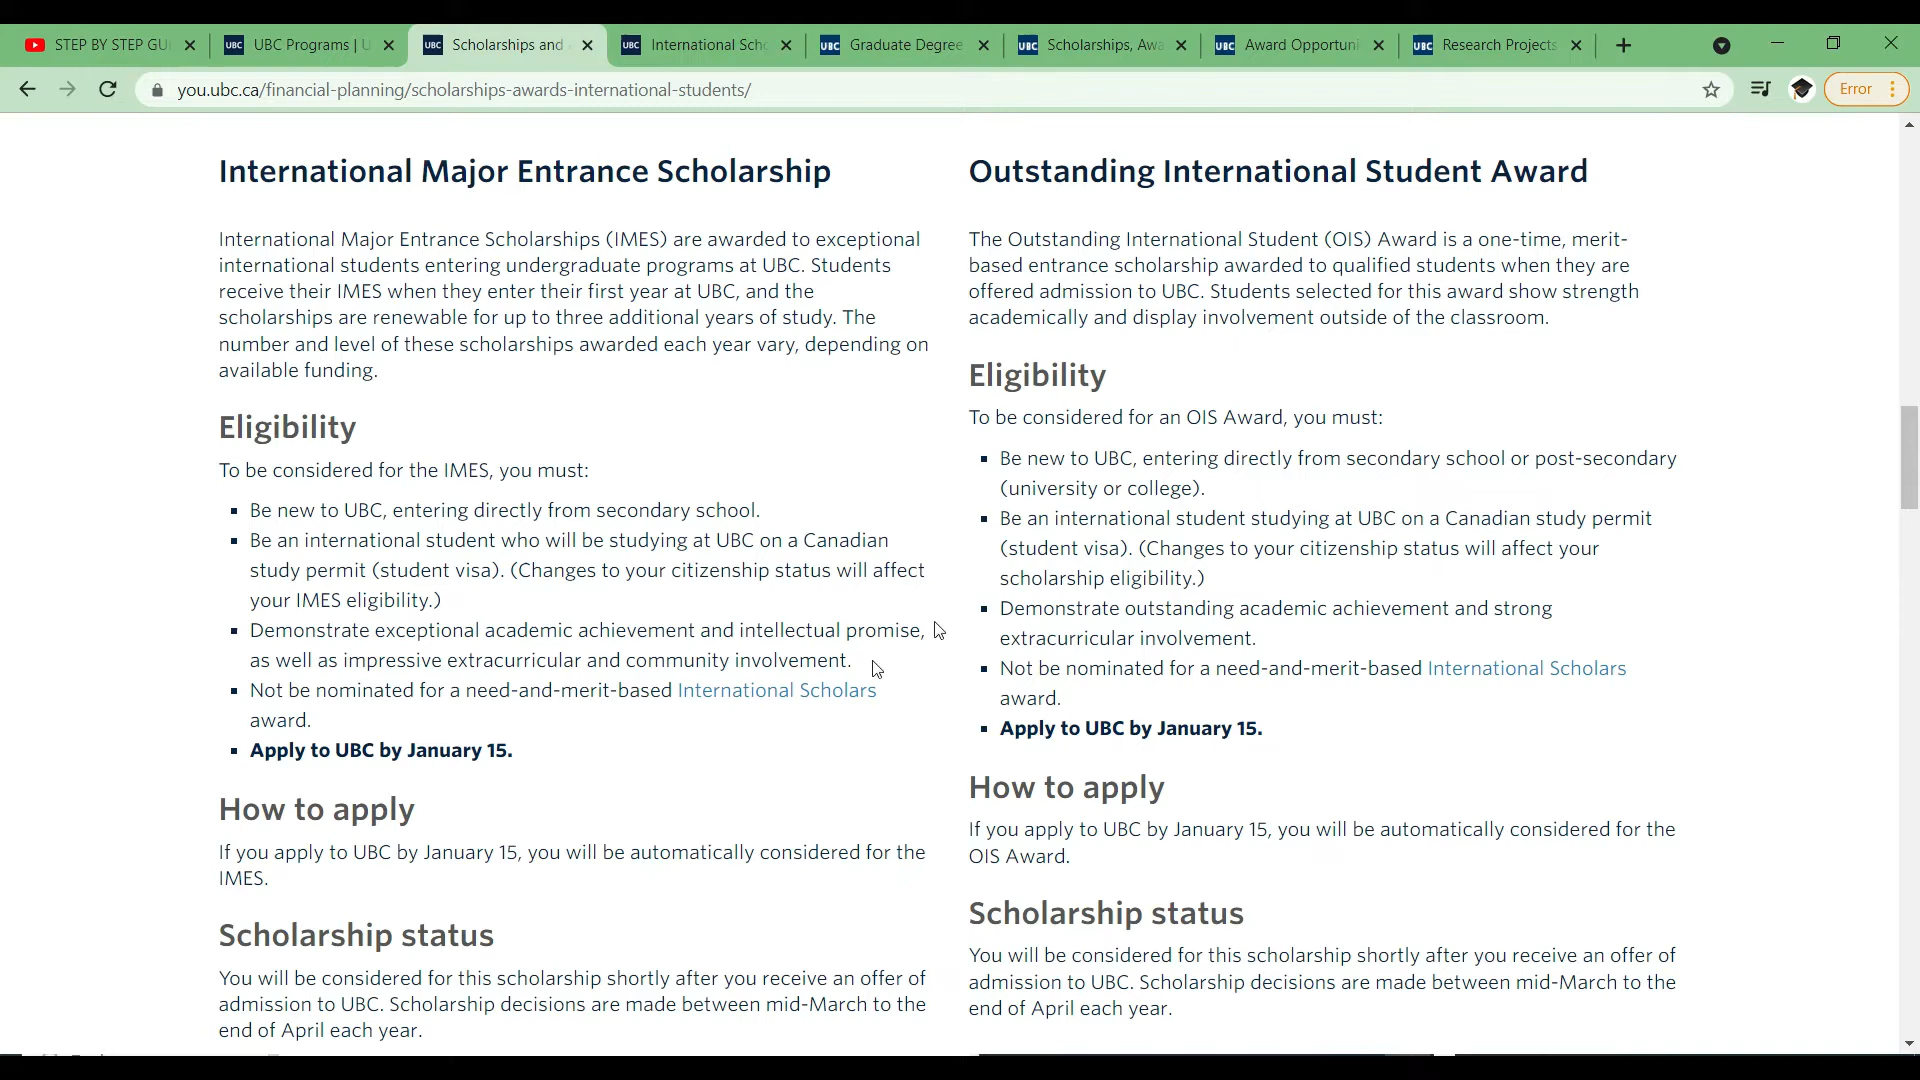 STEP BY STEP GUI
UBC Programs | U
Scholarships and
International Scho
Graduate Degree
Scholarships, Awa
Award Opportuni
Research Projects
you.ubc.ca/financial-planning/scholarships-awards-international-students/
Error
International Major Entrance Scholarship
International Major Entrance Scholarships (IMES) are awarded to exceptional
international students entering undergraduate programs at UBC. Students
receive their IMES when they enter their first year at UBC, and the
scholarships are renewable for up to three additional years of study. The
number and level of these scholarships awarded each year vary, depending on
available funding.
Eligibility
To be considered for the IMES, you must:
Be new to UBC, entering directly from secondary school.
Be an international student who will be studying at UBC on a Canadian
study permit (student visa). (Changes to your citizenship status will affect
your IMES eligibility.)
Demonstrate exceptional academic achievement and intellectual promise,
as well as impressive extracurricular and community involvement.
Not be nominated for a need-and-merit-based International Scholars
award.
Apply to UBC by January 15.
How to apply
If you apply to UBC by January 15, you will be automatically considered for the
IMES.
Scholarship status
You will be considered for this scholarship shortly after you receive an offer of
admission to UBC. Scholarship decisions are made between mid-March to the
end of April each year.
Outstanding International Student Award
The Outstanding International Student (OIS) Award is a one-time, merit-
based entrance scholarship awarded to qualified students when they are
offered admission to UBC. Students selected for this award show strength
academically and display involvement outside of the classroom.
Eligibility
To be considered for an OIS Award, you must:
Be new to UBC, entering directly from secondary school or post-secondary
(university or college).
Be an international student studying at UBC on a Canadian study permit
(student visa). (Changes to your citizenship status will affect your
scholarship eligibility.)
Demonstrate outstanding academic achievement and strong
extracurricular involvement.
Not be nominated for a need-and-merit-based International Scholars
award.
Apply to UBC by January 15.
How to apply
If you apply to UBC by January 15, you will be automatically considered for the
OIS Award.
Scholarship status
You will be considered for this scholarship shortly after you receive an offer of
admission to UBC. Scholarship decisions are made between mid-March to the
end of April each year.